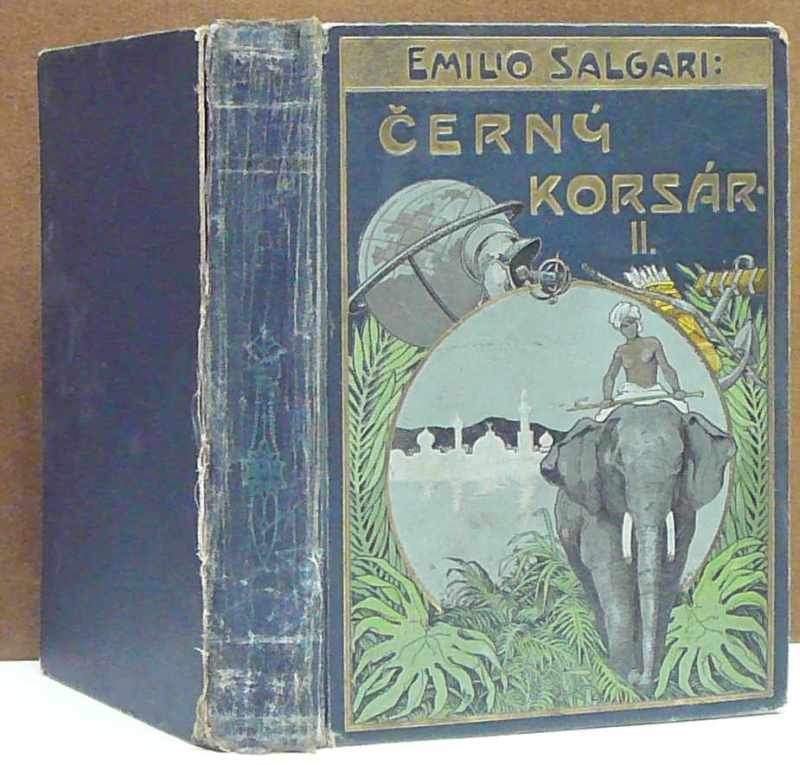 EMILIO SALGARI:
ČERNÝ
KORSÁR.
II.